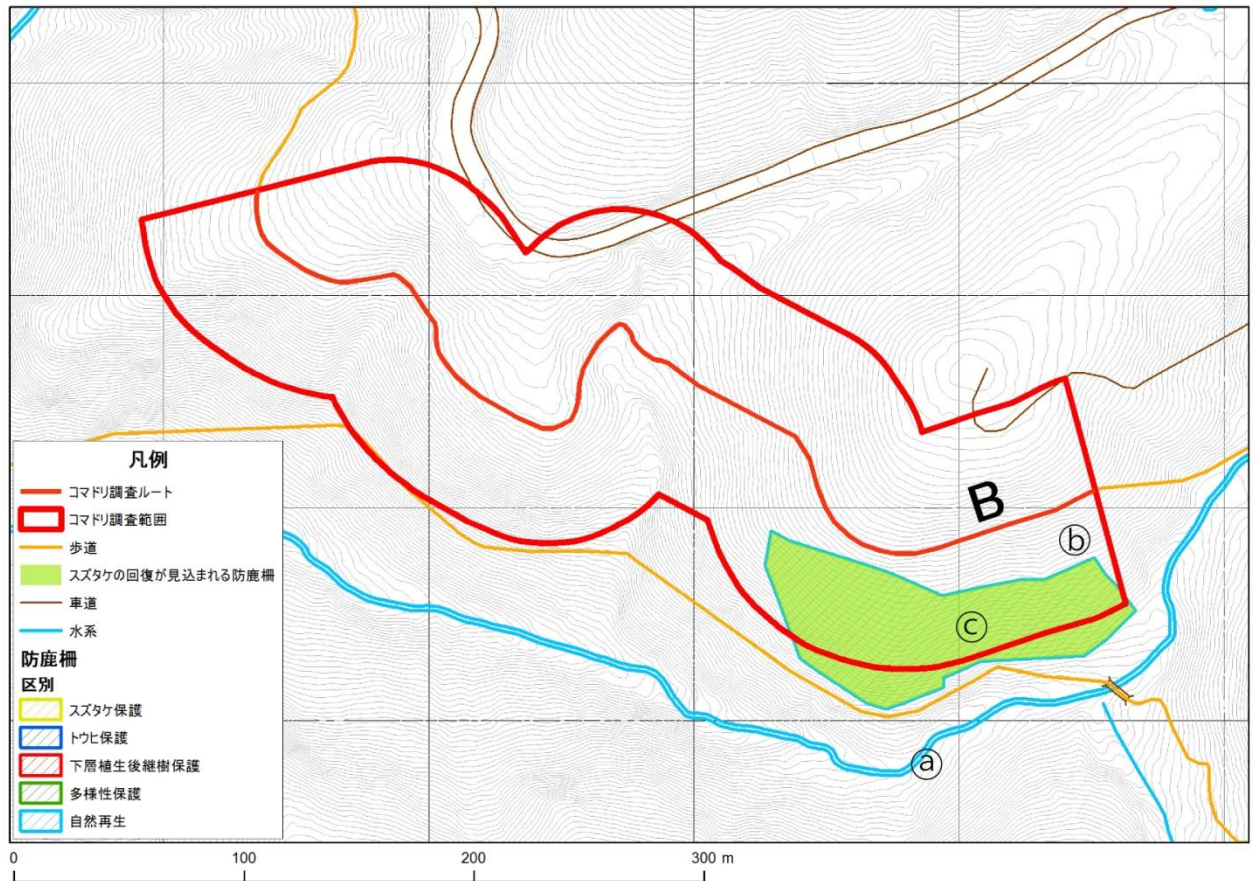 B
ⓑ
ⓒ
ⓐ
凡例
コマドリ調査ルート
コマドリ調査範囲
歩道
スズタケの回復が見込まれる防鹿柵
車道
水系
防鹿柵
区別
スズタケ保護
トウヒ保護
下層植生後継樹保護
多様性保護
自然再生
0 100 200 300 m